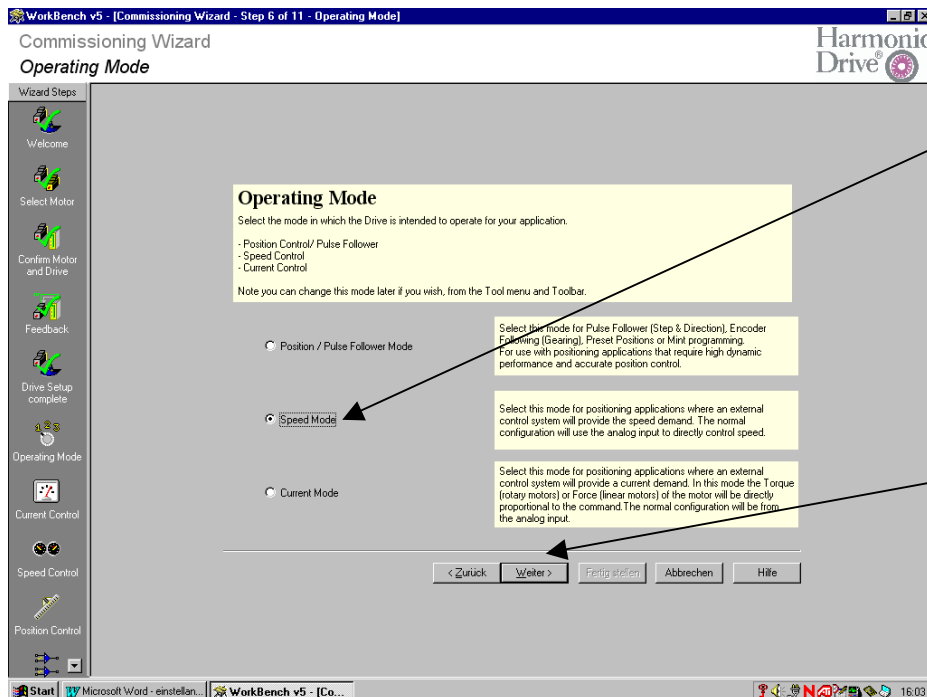 WorkBench v5 - [Commissioning Wizard - Step 6 of 11 - Operating Mode]
Commissioning Wizard
Operating Mode
Harmonic
Drive®
Wizard Steps
Welcome
Select Motor
Confirm Motor
and Drive
Feedback
Drive Setup
complete
Operating Mode
Current Control
Speed Control
Position Control
Operating Mode
Select the mode in which the Drive is intended to operate for your application.
- Position Control/ Pulse Follower
- Speed Control
- Current Control
Note you can change this mode later if you wish, from the Tool menu and Toolbar.
Position / Pulse Follower Mode
Select this mode for Pulse Follower (Step & Direction), Encoder
Following (Gearing), Preset Positions or Mint programming.
For use with positioning applications that require high dynamic
performance and accurate position control.
Speed Mode
Select this mode for positioning applications where an external
control system will provide the speed demand. The normal
configuration will use the analog input to directly control speed.
Current Mode
Select this mode for positioning applications where an external
control system will provide a current demand. In this mode the Torque
(rotary motors) or Force (linear motors) of the motor will be directly
proportional to the command.The normal configuration will be from
the analog input.
< Zurück Weiter > Fertig stellen Abbrechen Hilfe
Start Microsoft Word - einstellan... WorkBench v5 - [Co... 16:03